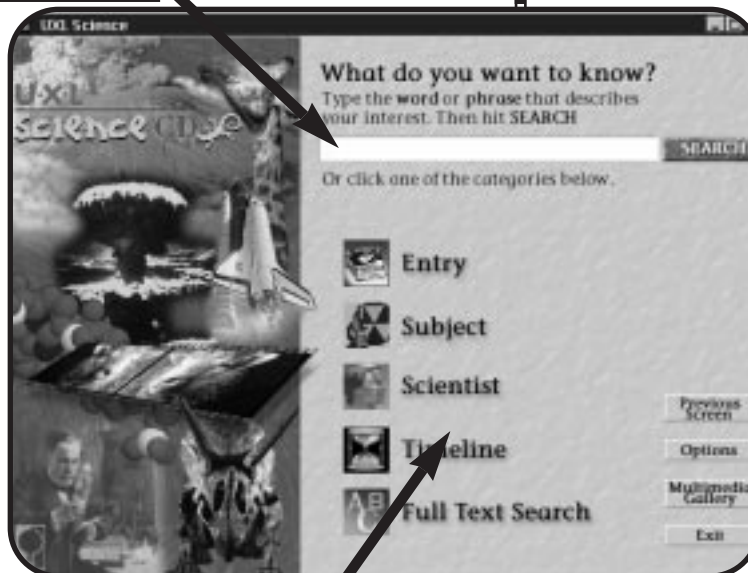 UXL Science
U·X·L
science CD
What do you want to know?
Type the word or phrase that describes
your interest. Then hit SEARCH
SEARCH
Or click one of the categories below.
Entry
Subject
Scientist
Timeline
Full Text Search
Previous
Screen
Options
Multimedia
Gallery
Exit